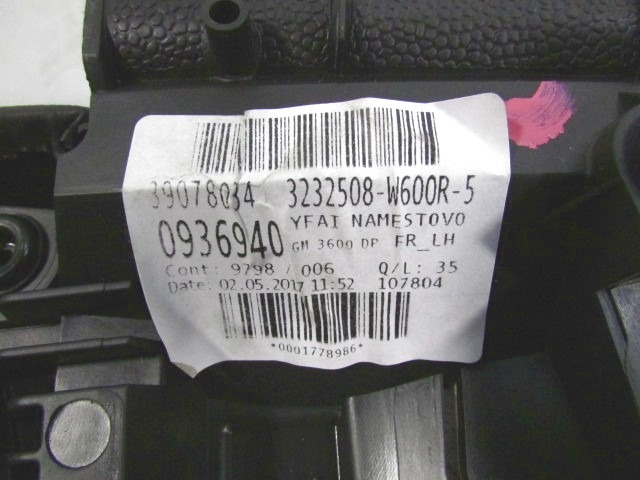 39078034 3232508-W600R-5
YFAI NAMESTOVO
0936940 GM 3600 DP FR_LH
Cont: 9798 / 006 Q/L: 35
Date: 02.05.2017 11:52 107804
*0001778986*